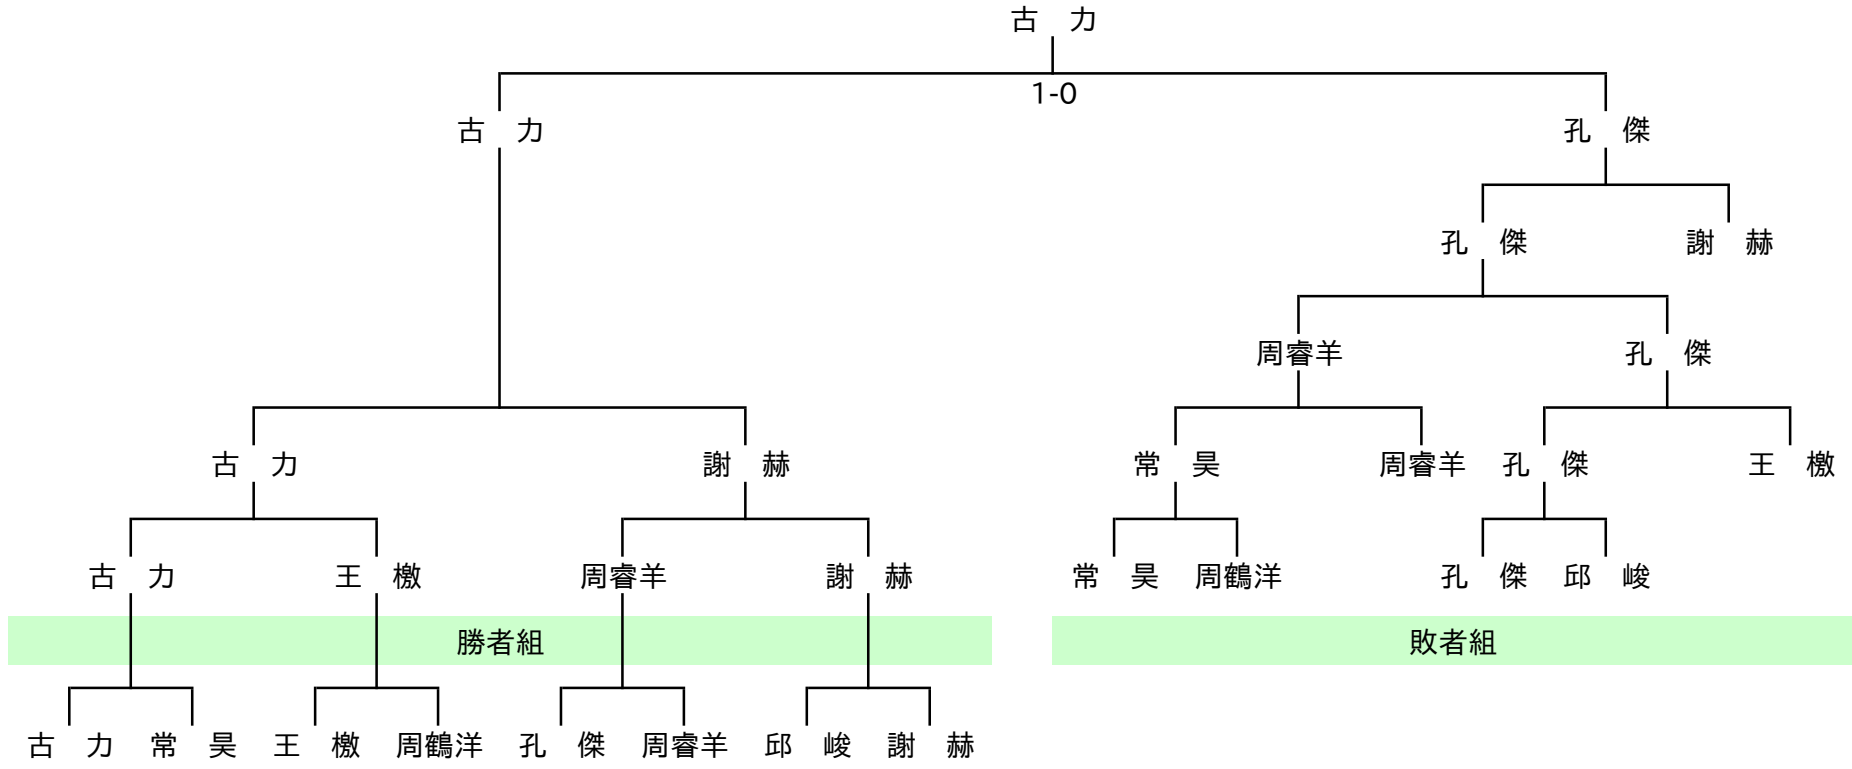 古　力
1-0
古　力　孔　傑
孔　傑　謝　赫
周睿羊　孔　傑
古　力　謝　赫　常　昊　周睿羊　孔　傑　王　檄
古　力　王　檄　周睿羊　謝　赫　常　昊　周鶴洋　孔　傑　邱　峻
勝者組　敗者組
古　力　常　昊　王　檄　周鶴洋　孔　傑　周睿羊　邱　峻　謝　赫